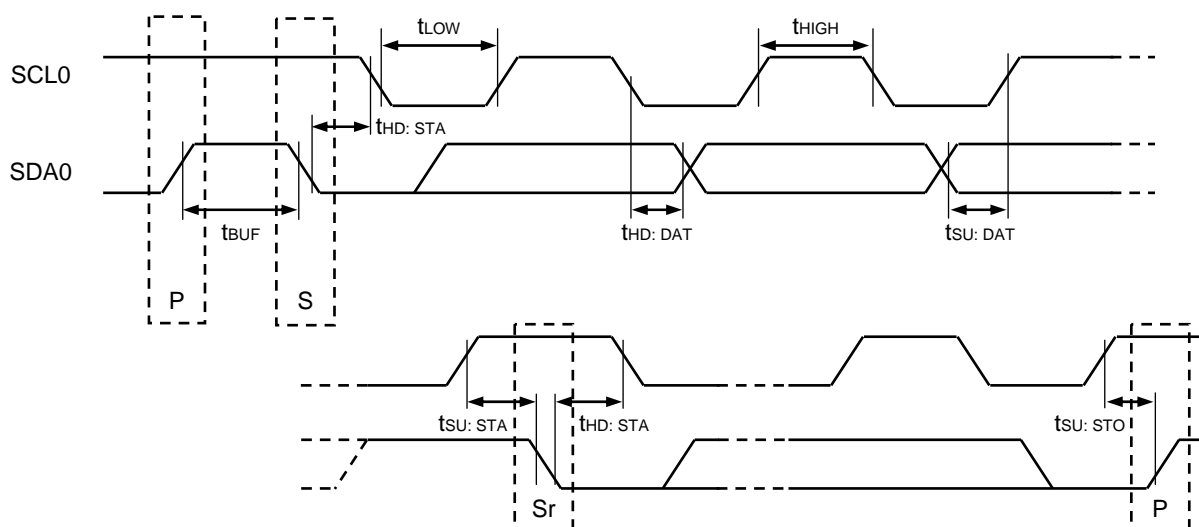 tLOW
tHIGH
SCL0
tHD: STA
SDA0
tBUF
tHD: DAT
tSU: DAT
P
S
tSU: STA
tHD: STA
tSU: STO
Sr
P